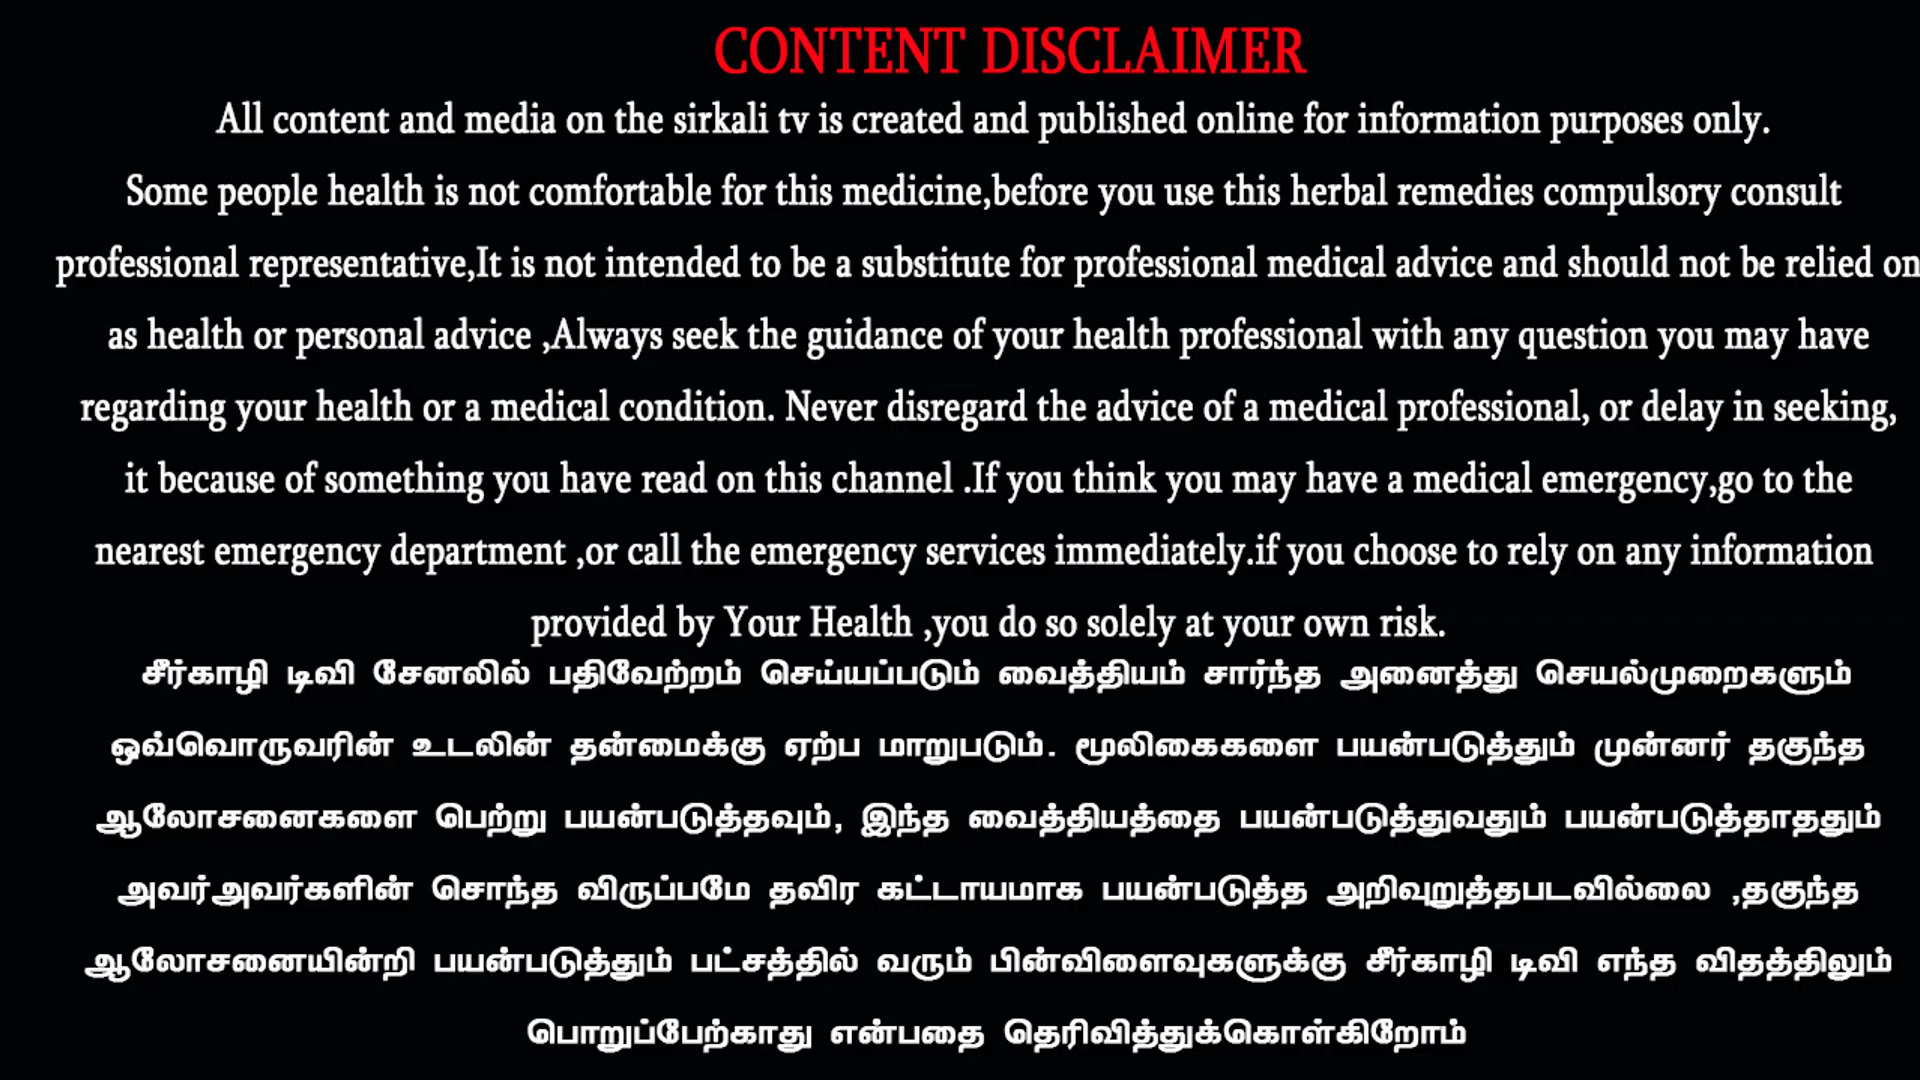 CONTENT DISCLAIMER
All content and media on the sirkali tv is created and published online for information purposes only.
Some people health is not comfortable for this medicine,before you use this herbal remedies compulsory consult
professional representative,It is not intended to be a substitute for professional medical advice and should not be relied on
as health or personal advice ,Always seek the guidance of your health professional with any question you may have
regarding your health or a medical condition. Never disregard the advice of a medical professional, or delay in seeking,
it because of something you have read on this channel .If you think you may have a medical emergency,go to the
nearest emergency department ,or call the emergency services immediately.if you choose to rely on any information
provided by Your Health ,you do so solely at your own risk.
சீர்காழி டிவி சேனலில் பதிவேற்றம் செய்யப்படும் வைத்தியம் சார்ந்த அனைத்து செயல்முறைகளும்
ஒவ்வொருவரின் உடலின் தன்மைக்கு ஏற்ப மாறுபடும். மூலிகைகளை பயன்படுத்தும் முன்னர் தகுந்த
ஆலோசனைகளை பெற்று பயன்படுத்தவும், இந்த வைத்தியத்தை பயன்படுத்துவதும் பயன்படுத்தாததும்
அவர்அவர்களின் சொந்த விருப்பமே தவிர கட்டாயமாக பயன்படுத்த அறிவுறுத்தபடவில்லை ,தகுந்த
ஆலோசனையின்றி பயன்படுத்தும் பட்சத்தில் வரும் பின்விளைவுகளுக்கு சீர்காழி டிவி எந்த விதத்திலும்
பொறுப்பேற்காது என்பதை தெரிவித்துக்கொள்கிறோம்